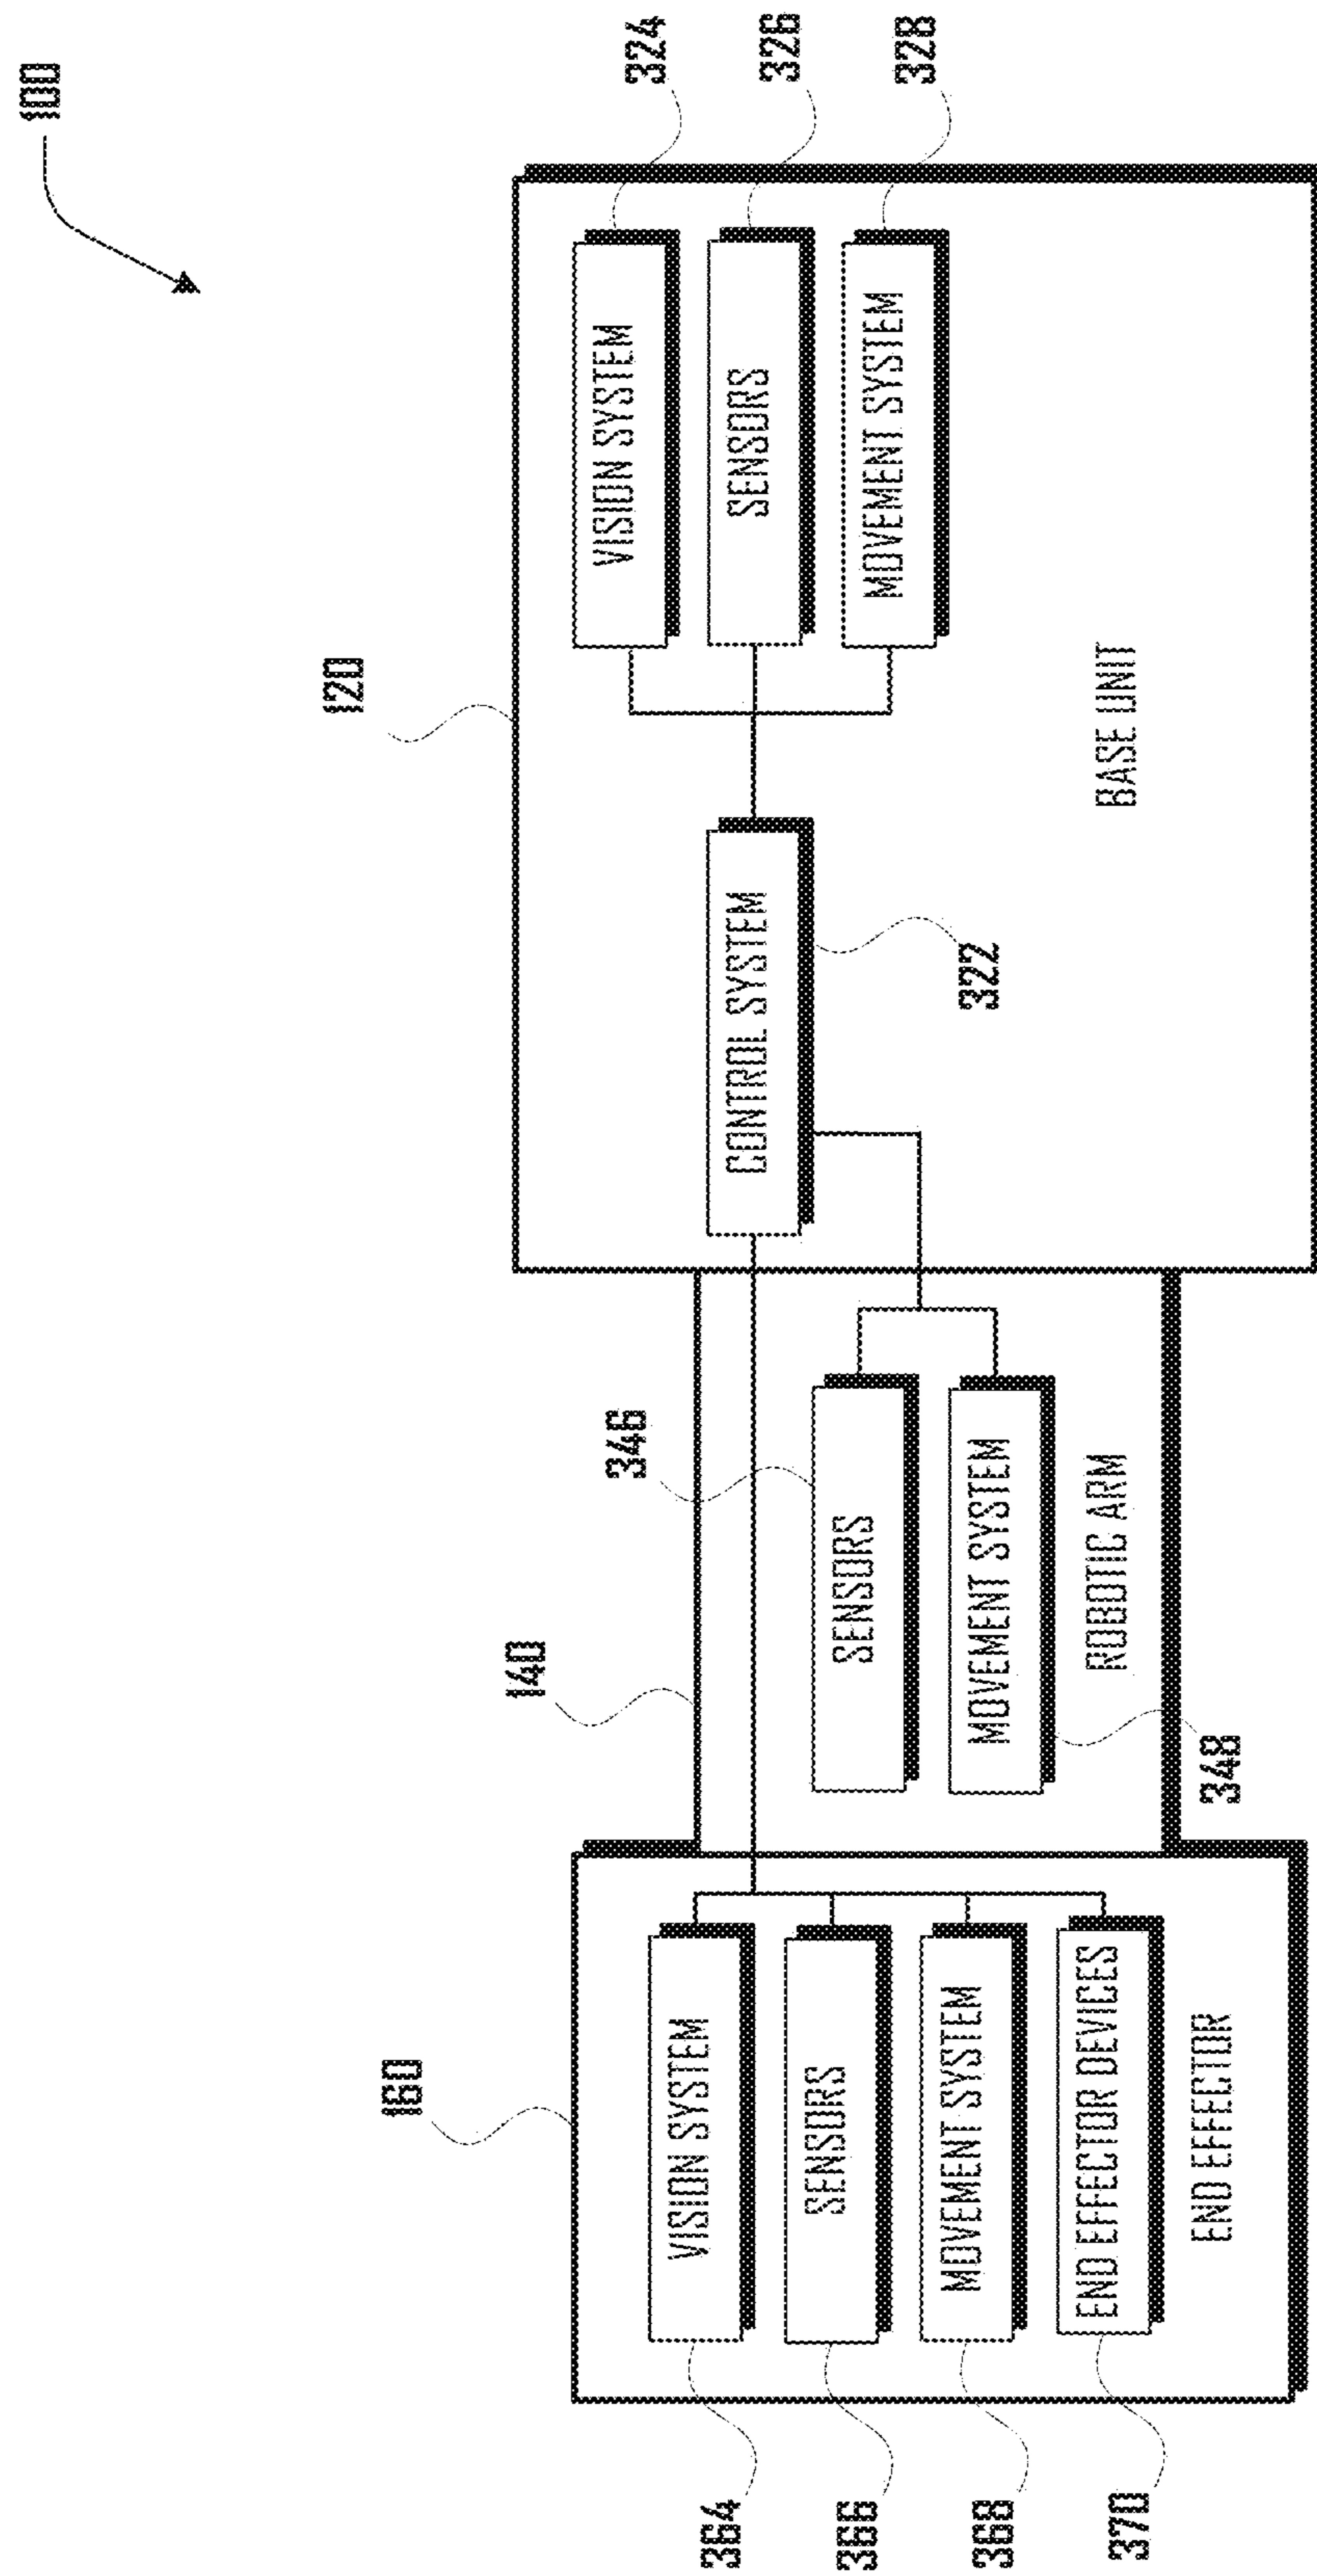 100
120
140
160
VISION SYSTEM
324
SENSORS
326
MOVEMENT SYSTEM
328
CONTROL SYSTEM
322
BASE UNIT
346
SENSORS
MOVEMENT SYSTEM
348
ROBOTIC ARM
364
VISION SYSTEM
366
SENSORS
368
MOVEMENT SYSTEM
370
END EFFECTOR DEVICES
END EFFECTOR